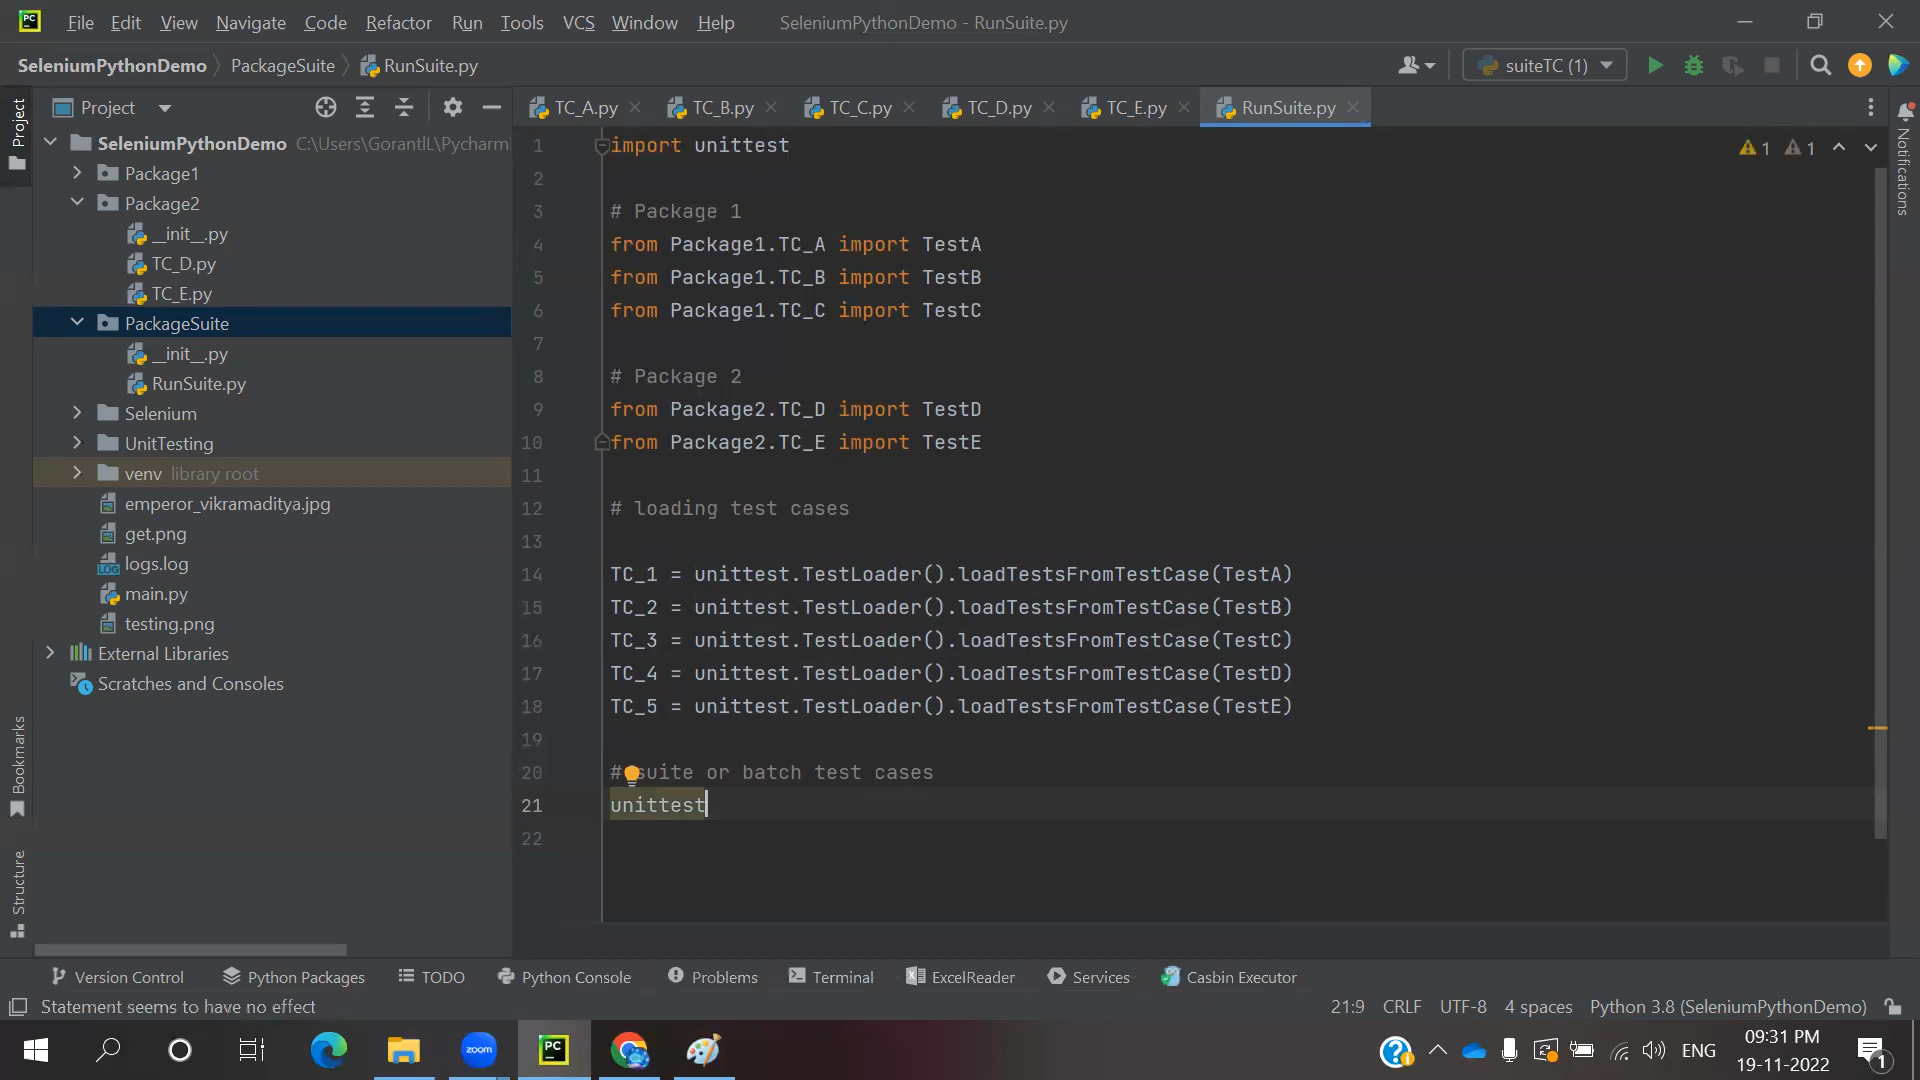 PC File Edit View Navigate Code Refactor Run Tools VCS Window Help SeleniumPythonDemo - RunSuite.py
SeleniumPythonDemo PackageSuite RunSuite.py suiteTC (1)
Project
TC_A.py TC_B.py TC_C.py TC_D.py TC_E.py RunSuite.py
Project
Notifications
SeleniumPythonDemo C:\Users\GorantlL\Pycharm
Package1
Package2
__init__.py
TC_D.py
TC_E.py
PackageSuite
__init__.py
RunSuite.py
Selenium
UnitTesting
venv library root
emperor_vikramaditya.jpg
get.png
LOG logs.log
main.py
testing.png
External Libraries
Scratches and Consoles
Bookmarks
Structure
1 import unittest
1 1
2
3 # Package 1
4 from Package1.TC_A import TestA
5 from Package1.TC_B import TestB
6 from Package1.TC_C import TestC
7
8 # Package 2
9 from Package2.TC_D import TestD
10 from Package2.TC_E import TestE
11
12 # loading test cases
13
14 TC_1 = unittest.TestLoader().loadTestsFromTestCase(TestA)
15 TC_2 = unittest.TestLoader().loadTestsFromTestCase(TestB)
16 TC_3 = unittest.TestLoader().loadTestsFromTestCase(TestC)
17 TC_4 = unittest.TestLoader().loadTestsFromTestCase(TestD)
18 TC_5 = unittest.TestLoader().loadTestsFromTestCase(TestE)
19
20 # suite or batch test cases
21 unittest
22
Version Control Python Packages TODO Python Console Problems Terminal ExcelReader Services Casbin Executor
Statement seems to have no effect 21:9 CRLF UTF-8 4 spaces Python 3.8 (SeleniumPythonDemo)
zoom PC ENG 09:31 PM
19-11-2022 1